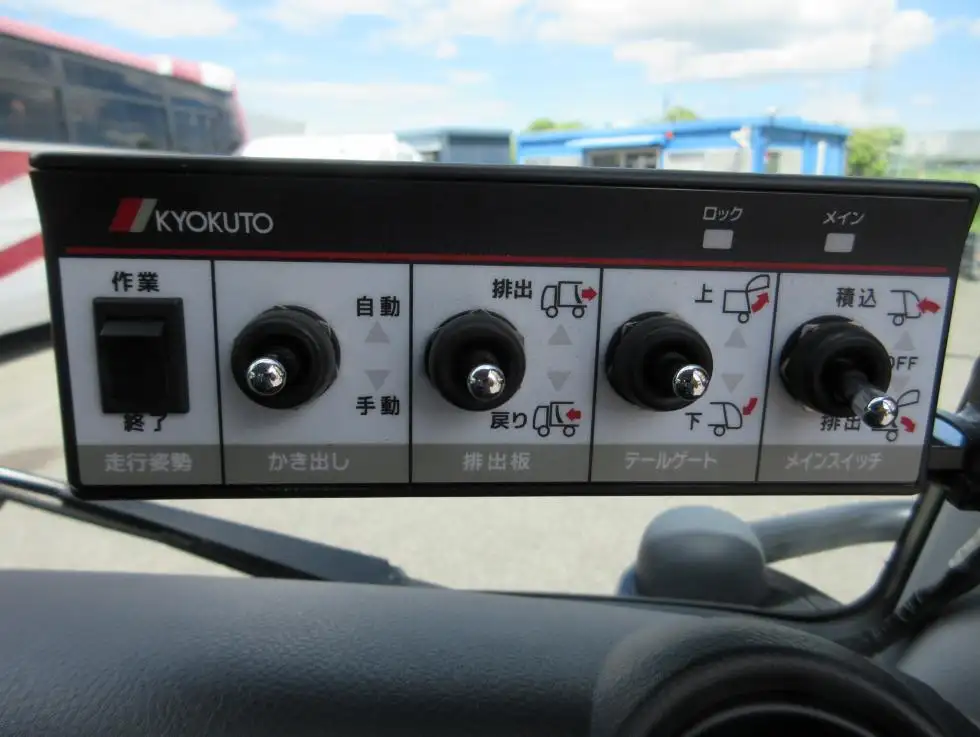 KYOKUTO
ロック
メイン
作業
終了
走行姿勢
自動
手動
かき出し
排出
戻り
排出板
上
下
テールゲート
積込
OFF
排出
メインスイッチ